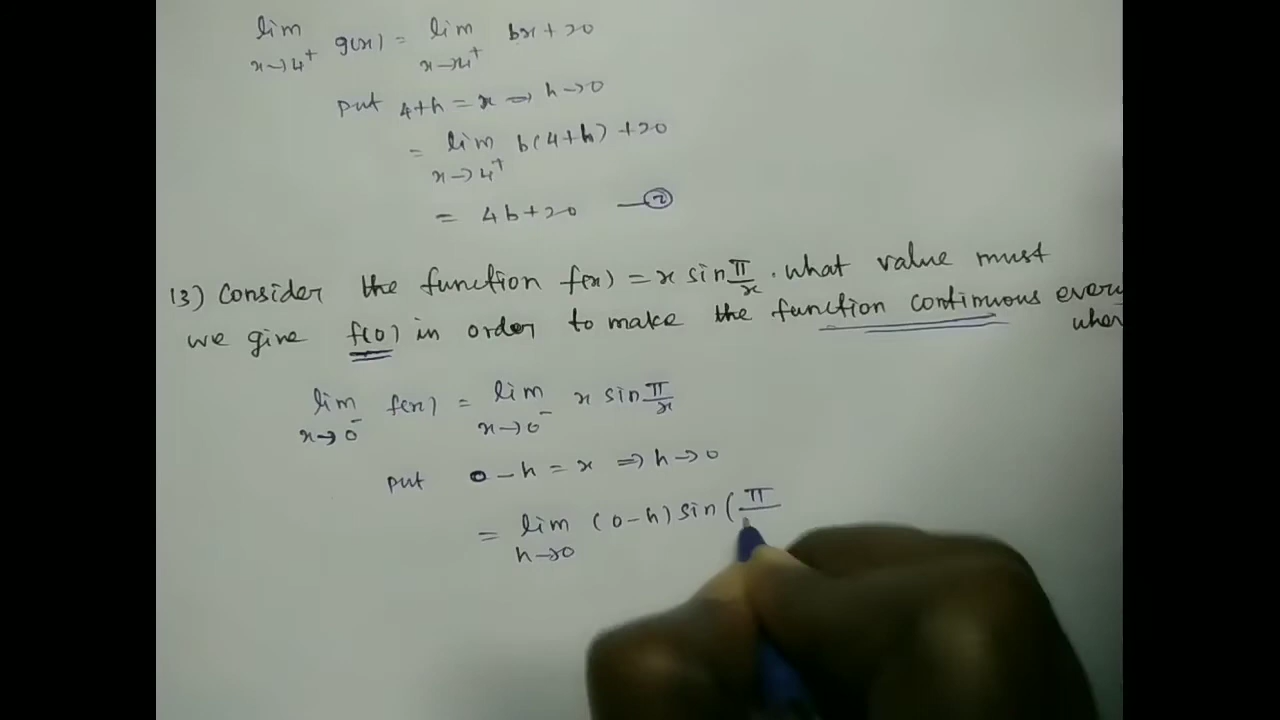 lim x→4⁺ g(x) = lim x→4⁺ bx + 20
put 4+h = x ⇒ h→0
= lim x→4⁺ b(4+h) + 20
= 4b + 20 —②
13) Consider the function f(x) = x sin π/x . what value must
we give f(0) in order to make the function continuous every
wher
lim x→0⁻ f(x) = lim x→0⁻ x sin π/x
put 0 - h = x ⇒ h→0
= lim h→0 (0-h) sin (π